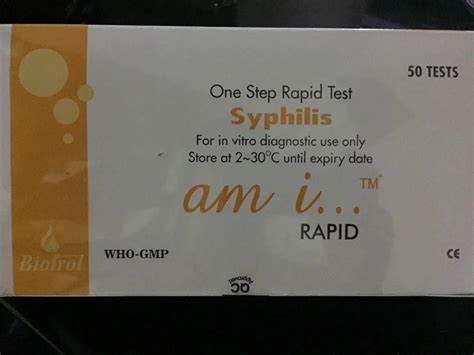 50 TESTS
One Step Rapid Test
Syphilis
For in vitro diagnostic use only
Store at 2~30°C until expiry date
am i...™
RAPID
Biofrol
WHO-GMP
CE
QC